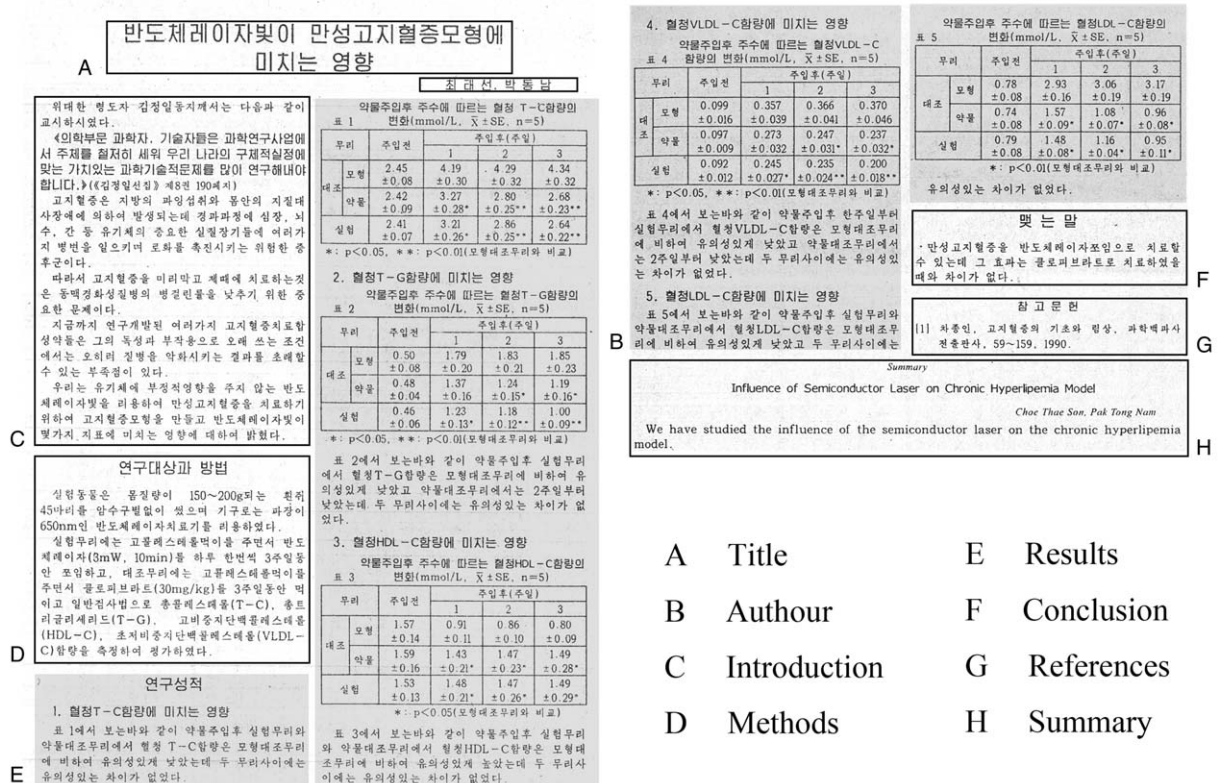 반도체레이자빛이 만성고지혈증모형에
미치는 영향
A
최태선, 박동남
위대한 령도자 김정일동지께서는 다음과 같이
교시하시였다.
《의학부문 과학자, 기술자들은 과학연구사업에
서 주체를 철저히 세워 우리 나라의 구체적실정에
맞는 가치있는 과학기술적문제를 많이 연구해내야
합니다.》(《김정일선집》 제8권 190페지)
고지혈증은 지방의 과잉섭취와 몸안의 지질대
사장애에 의하여 발생되는데 경과과정에 심장, 뇌
수, 간 등 유기체의 중요한 실질장기들에 여러가
지 병변을 일으키며 로화를 촉진시키는 위험한 증
후군이다.
따라서 고지혈증을 미리막고 제때에 치료하는것
은 동맥경화성질병의 병걸린률을 낮추기 위한 중
요한 문제이다.
지금까지 연구개발된 여러가지 고지혈증치료합
성약들은 그의 독성과 부작용으로 오래 쓰는 조건
에서는 오히려 질병을 악화시키는 결과를 초래할
수 있는 부족점이 있다.
우리는 유기체에 부정적영향을 주지 않는 반도
체레이자빛을 리용하여 만성고지혈증을 치료하기
위하여 고지혈증모형을 만들고 반도체레이자빛이
몇가지 지표에 미치는 영향에 대하여 밝혔다.
C
연구대상과 방법
실험동물은 몸질량이 150~200g되는 흰쥐
45마리를 암수구별없이 썼으며 기구로는 파장이
650nm인 반도체레이자치료기를 리용하였다.
실험무리에는 고콜레스테롤먹이를 주면서 반도
체레이자(3mW, 10min)를 하루 한번씩 3주일동
안 쪼임하고, 대조무리에는 고콜레스테롤먹이를
주면서 클로피브라트(30mg/kg)를 3주일동안 먹
이고 일반검사법으로 총콜레스테롤(T-C), 총트
리글리세리드(T-G), 고비중지단백콜레스테롤
(HDL-C), 초저비중지단백콜레스테롤(VLDL-
C)함량을 측정하여 평가하였다.
D
연구성적
1. 혈청T-C함량에 미치는 영향
표 1에서 보는바와 같이 약물주입후 실험무리와
약물대조무리에서 혈청 T-C함량은 모형대조무리
에 비하여 유의성있게 낮았는데 두 무리사이에는
유의성있는 차이가 없었다.
E
약물주입후 주수에 따르는 혈청 T-C함량의
표 1 변화(mmol/L, x̄±SE, n=5)
무리 주입전 주입후(주일)
1 2 3
대조 모형 2.45 ±0.08 4.19 ±0.30 4.29 ±0.32 4.34 ±0.32
약물 2.42 ±0.09 3.27 ±0.28* 2.80 ±0.25** 2.68 ±0.23**
실험 2.41 ±0.07 3.21 ±0.26* 2.86 ±0.25** 2.64 ±0.22**
*: p<0.05, **: p<0.01(모형대조무리와 비교)
2. 혈청T-G함량에 미치는 영향
약물주입후 주수에 따르는 혈청T-G함량의
표 2 변화(mmol/L, x̄±SE, n=5)
무리 주입전 주입후(주일)
1 2 3
대조 모형 0.50 ±0.08 1.79 ±0.20 1.83 ±0.21 1.85 ±0.23
약물 0.48 ±0.04 1.37 ±0.16 1.24 ±0.15* 1.19 ±0.16*
실험 0.46 ±0.06 1.23 ±0.13* 1.18 ±0.12** 1.00 ±0.09**
*: p<0.05, **: p<0.01(모형대조무리와 비교)
표 2에서 보는바와 같이 약물주입후 실험무리
에서 혈청T-G함량은 모형대조무리에 비하여 유
의성있게 낮았고 약물대조무리에서는 2주일부터
낮았는데 두 무리사이에는 유의성있는 차이가 없
었다.
3. 혈청HDL-C함량에 미치는 영향
약물주입후 주수에 따르는 혈청HDL-C함량의
표 3 변화(mmol/L, x̄±SE, n=5)
무리 주입전 주입후(주일)
1 2 3
대조 모형 1.57 ±0.14 0.91 ±0.11 0.86 ±0.10 0.80 ±0.09
약물 1.59 ±0.16 1.43 ±0.21* 1.47 ±0.23* 1.49 ±0.28*
실험 1.53 ±0.13 1.48 ±0.21* 1.47 ±0.26* 1.49 ±0.29*
*: p<0.05(모형대조무리와 비교)
표 3에서 보는바와 같이 약물주입후 실험무리
와 약물대조무리에서 혈청HDL-C함량은 모형대
조무리에 비하여 유의성있게 높았는데 두 무리사
이에는 유의성있는 차이가 없었다.
4. 혈청VLDL-C함량에 미치는 영향
약물주입후 주수에 따르는 혈청VLDL-C
표 4 함량의 변화(mmol/L, x̄±SE, n=5)
무리 주입전 주입후(주일)
1 2 3
대조 모형 0.099 ±0.016 0.357 ±0.039 0.366 ±0.041 0.370 ±0.046
약물 0.097 ±0.009 0.273 ±0.032 0.247 ±0.031* 0.237 ±0.032*
실험 0.092 ±0.012 0.245 ±0.027* 0.235 ±0.024** 0.200 ±0.018**
*: p<0.05, **: p<0.01(모형대조무리와 비교)
표 4에서 보는바와 같이 약물주입후 한주일부터
실험무리에서 혈청VLDL-C함량은 모형대조무리
에 비하여 유의성있게 낮았고 약물대조무리에서
는 2주일부터 낮았는데 두 무리사이에는 유의성있
는 차이가 없었다.
5. 혈청LDL-C함량에 미치는 영향
표 5에서 보는바와 같이 약물주입후 실험무리와
약물대조무리에서 혈청LDL-C함량은 모형대조무
리에 비하여 유의성있게 낮았고 두 무리사이에는
B
약물주입후 주수에 따르는 혈청LDL-C함량의
표 5 변화(mmol/L, x̄±SE, n=5)
무리 주입전 주입후(주일)
1 2 3
대조 모형 0.78 ±0.08 2.93 ±0.16 3.06 ±0.19 3.17 ±0.19
약물 0.74 ±0.08 1.57 ±0.09* 1.08 ±0.07* 0.96 ±0.08*
실험 0.79 ±0.08 1.48 ±0.08* 1.16 ±0.04* 0.95 ±0.11*
*: p<0.01(모형대조무리와 비교)
유의성있는 차이가 없었다.
맺는말
만성고지혈증을 반도체레이자쪼임으로 치료할
수 있는데 그 효과는 클로피브라트로 치료하였을
때와 차이가 없다.
F
참고문헌
[1] 차종인, 고지혈증의 기초와 림상, 과학백과사
전출판사, 59~159, 1990.
G
Summary
Influence of Semiconductor Laser on Chronic Hyperlipemia Model
Choe Thae Son, Pak Tong Nam
We have studied the influence of the semiconductor laser on the chronic hyperlipemia
model.
H
A Title
B Authour
C Introduction
D Methods
E Results
F Conclusion
G References
H Summary